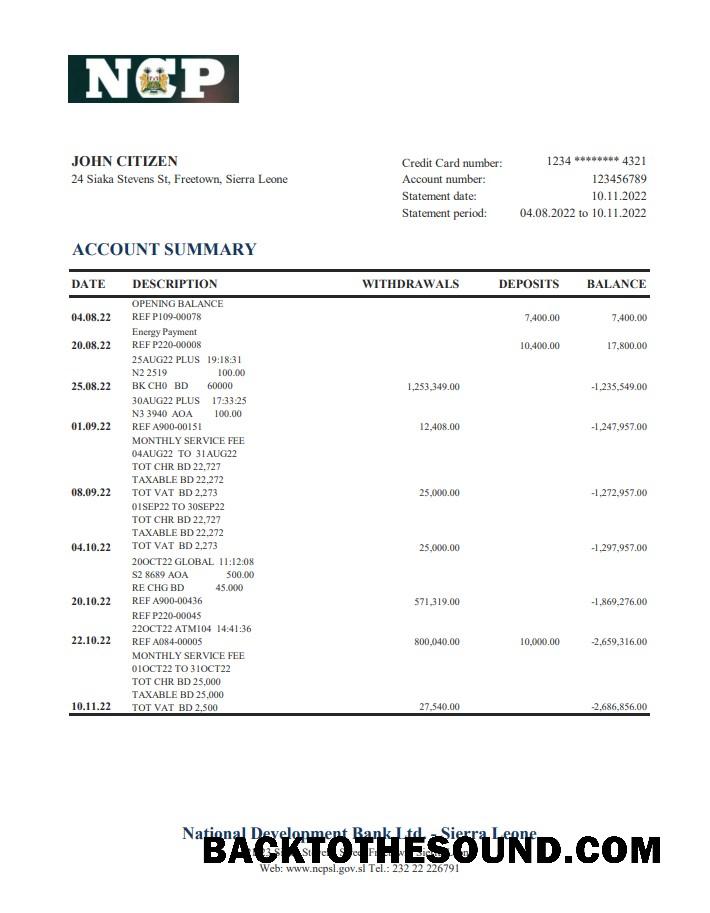 NCP
JOHN CITIZEN
24 Siaka Stevens St, Freetown, Sierra Leone
Credit Card number: 1234 ******** 4321
Account number: 123456789
Statement date: 10.11.2022
Statement period: 04.08.2022 to 10.11.2022
ACCOUNT SUMMARY
DATE DESCRIPTION WITHDRAWALS DEPOSITS BALANCE
OPENING BALANCE
04.08.22 REF P109-00078 7,400.00 7,400.00
Energy Payment
20.08.22 REF P220-00008 10,400.00 17,800.00
25AUG22 PLUS 19:18:31
N2 2519 100.00
25.08.22 BK CH0 BD 60000 1,253,349.00 -1,235,549.00
30AUG22 PLUS 17:33:25
N3 3940 AOA 100.00
01.09.22 REF A900-00151 12,408.00 -1,247,957.00
MONTHLY SERVICE FEE
04AUG22 TO 31AUG22
TOT CHR BD 22,727
TAXABLE BD 22,272
08.09.22 TOT VAT BD 2,273 25,000.00 -1,272,957.00
01SEP22 TO 30SEP22
TOT CHR BD 22,727
TAXABLE BD 22,272
04.10.22 TOT VAT BD 2,273 25,000.00 -1,297,957.00
20OCT22 GLOBAL 11:12:08
S2 8689 AOA 500.00
RE CHG BD 45.000
20.10.22 REF A900-00436 571,319.00 -1,869,276.00
REF P220-00045
22OCT22 ATM104 14:41:36
22.10.22 REF A084-00005 800,040.00 10,000.00 -2,659,316.00
MONTHLY SERVICE FEE
01OCT22 TO 31OCT22
TOT CHR BD 25,000
TAXABLE BD 25,000
10.11.22 TOT VAT BD 2,500 27,540.00 -2,686,856.00
National Development Bank Ltd. - Sierra Leone
BACKTOTHESOUND.COM
Web: www.ncpsl.gov.sl Tel.: 232 22 226791